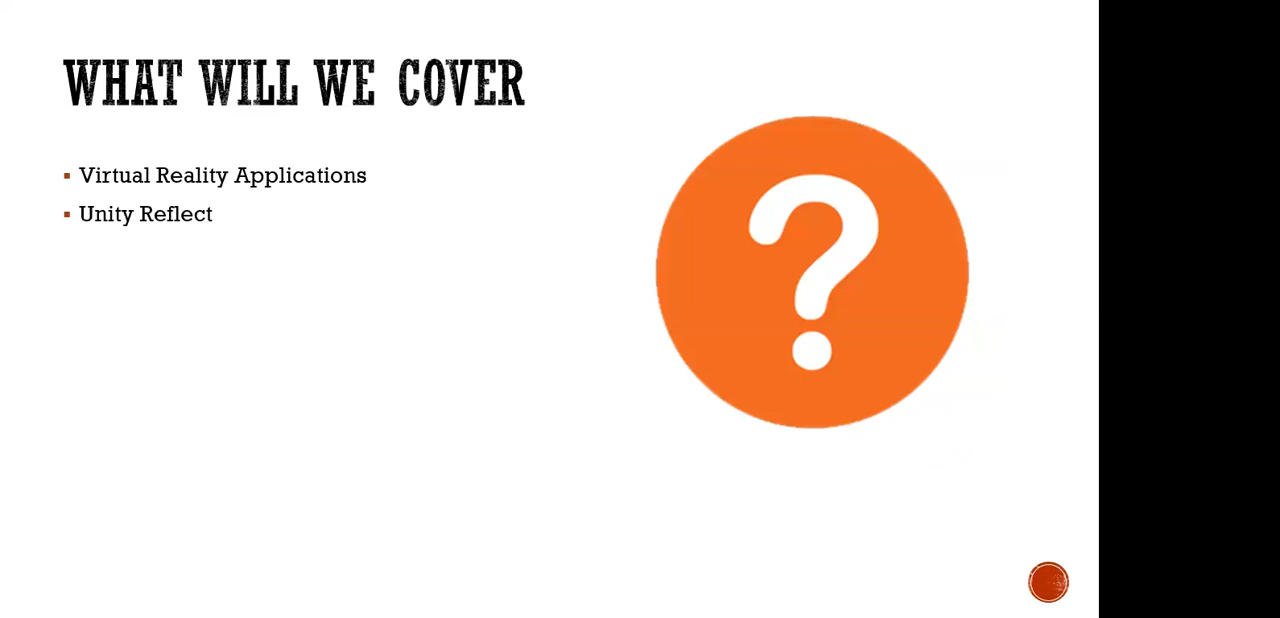 WHAT WILL WE COVER
▪ Virtual Reality Applications
▪ Unity Reflect
?